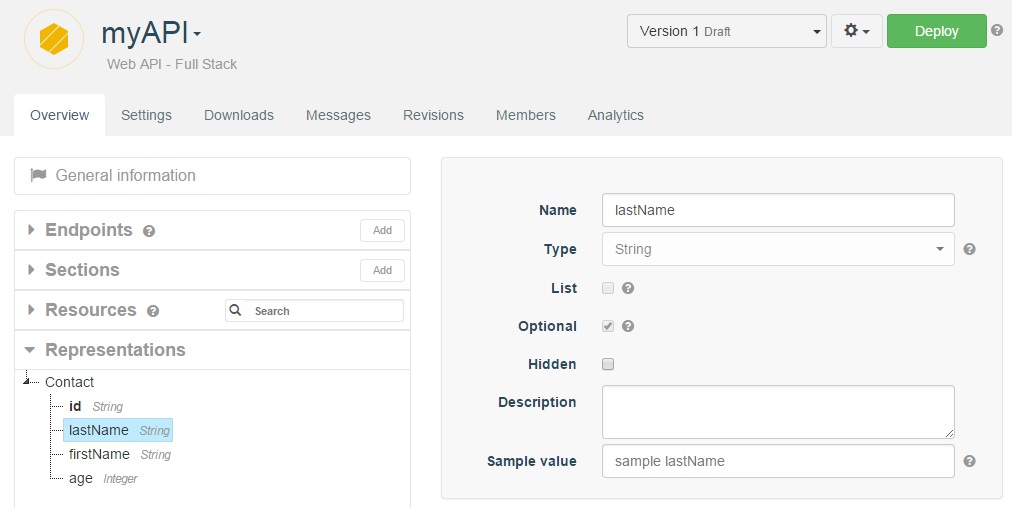 myAPI
Version 1 Draft
Deploy
Web API - Full Stack
Overview Settings Downloads Messages Revisions Members Analytics
General information
Endpoints
Add
Sections
Add
Resources
Search
Representations
Contact
id String
lastName String
firstName String
age Integer
Name lastName
Type String
List
Optional
Hidden
Description
Sample value sample lastName